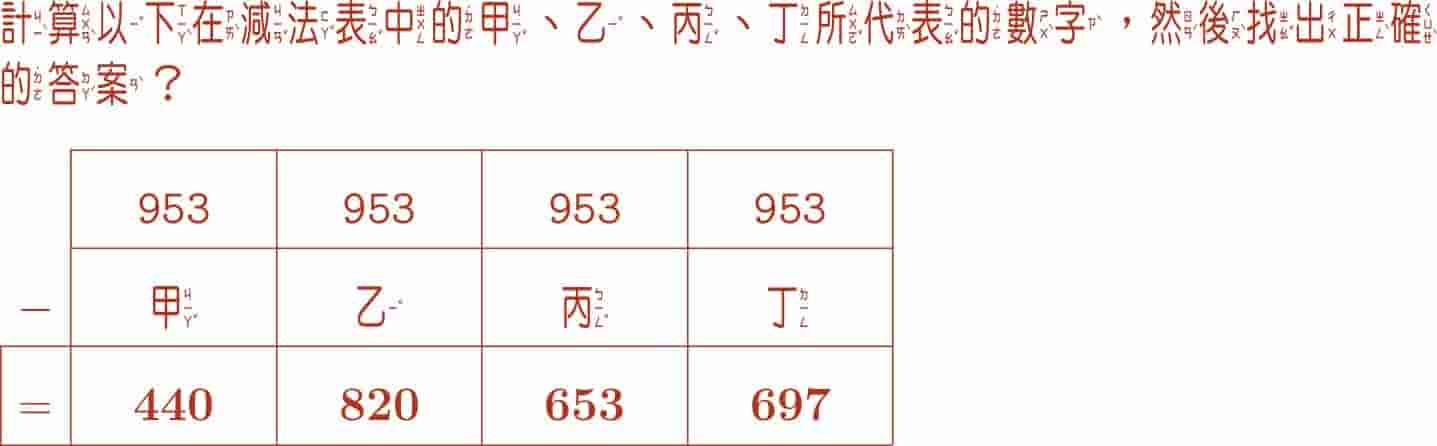 計算以下在減法表中的甲、乙、丙、丁所代表的數字，然後找出正確
的答案？
953 953 953 953
− 甲 乙 丙 丁
= 440 820 653 697